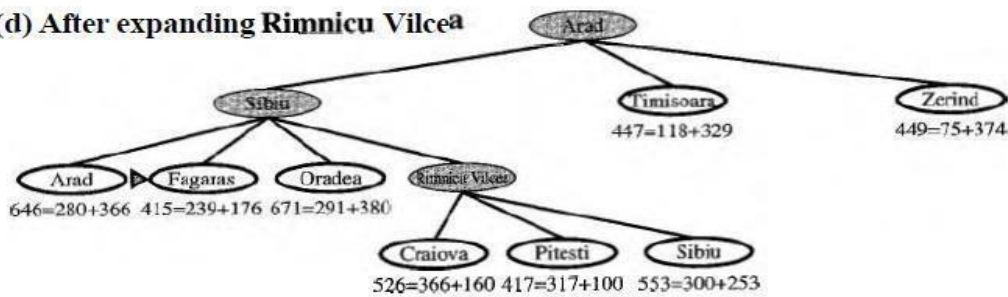 (d) After expanding Rimnicu Vilcea
Arad
Sibiu
Timisoara
447=118+329
Zerind
449=75+374
Arad
Fagaras
Oradea
Rimnicu Vilcea
646=280+366 415=239+176 671=291+380
Craiova
Pitesti
Sibiu
526=366+160 417=317+100 553=300+253